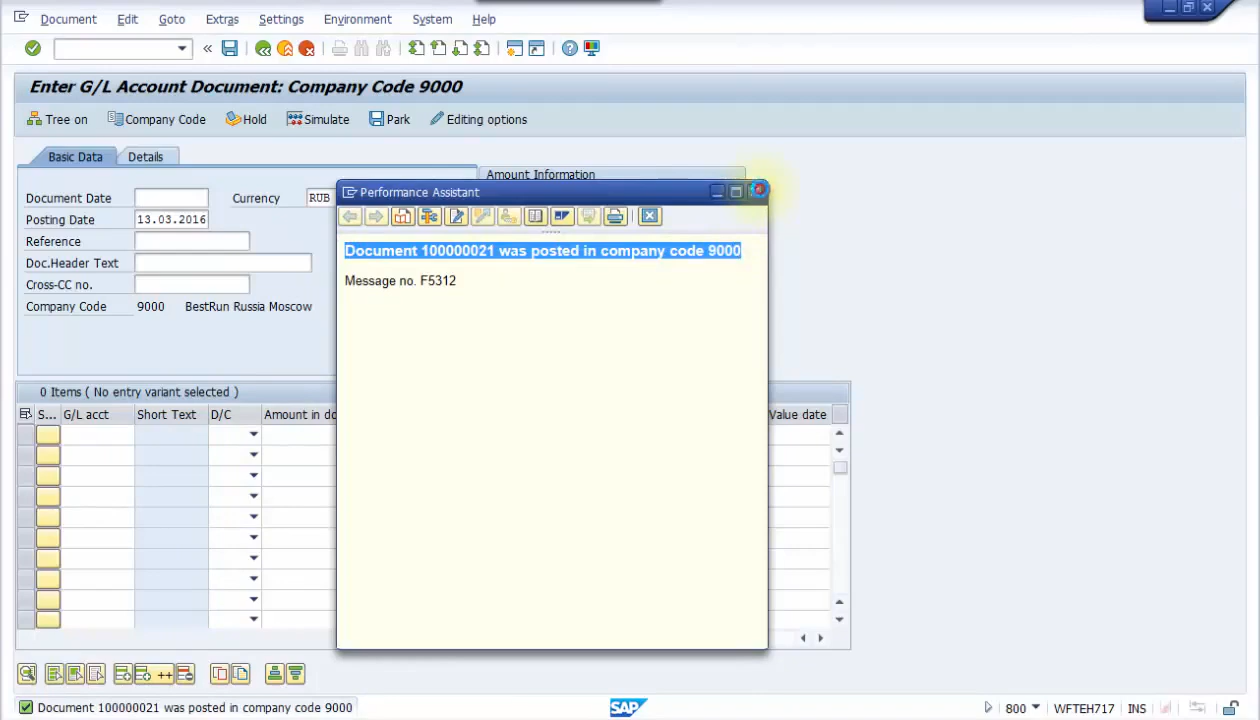 Document Edit Goto Extras Settings Environment System Help
Enter G/L Account Document: Company Code 9000
Tree on Company Code Hold Simulate Park Editing options
Basic Data Details
Amount Information
Document Date Currency RUB
Posting Date 13.03.2016
Reference
Doc.Header Text
Cross-CC no.
Company Code 9000 BestRun Russia Moscow
Performance Assistant
Document 100000021 was posted in company code 9000
Message no. F5312
0 Items ( No entry variant selected )
S... G/L acct Short Text D/C Amount in do Value date
Document 100000021 was posted in company code 9000
SAP
800 WFTEH717 INS